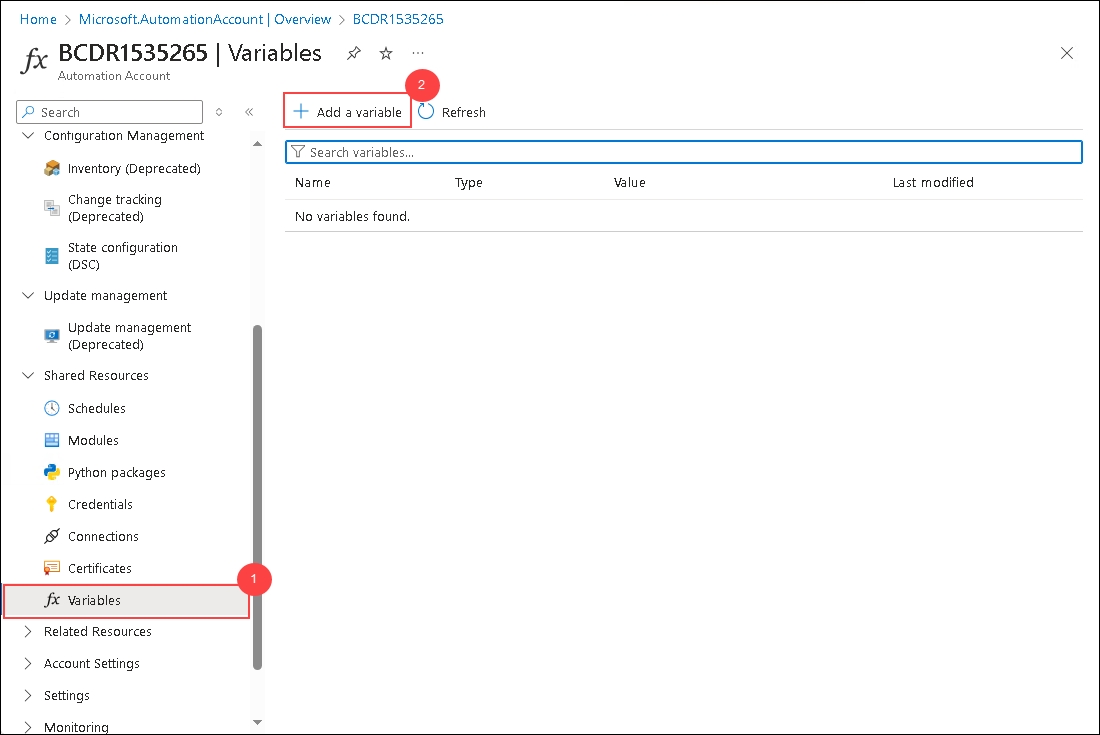 Home > Microsoft.AutomationAccount | Overview > BCDR1535265
fx BCDR1535265 | Variables ...
Automation Account
2
Search
«
Add a variable
Refresh
Configuration Management
Search variables...
Inventory (Deprecated)
Name Type Value Last modified
Change tracking
(Deprecated)
No variables found.
State configuration
(DSC)
Update management
Update management
(Deprecated)
Shared Resources
Schedules
Modules
Python packages
Credentials
Connections
Certificates
1
fx Variables
Related Resources
Account Settings
Settings
Monitoring